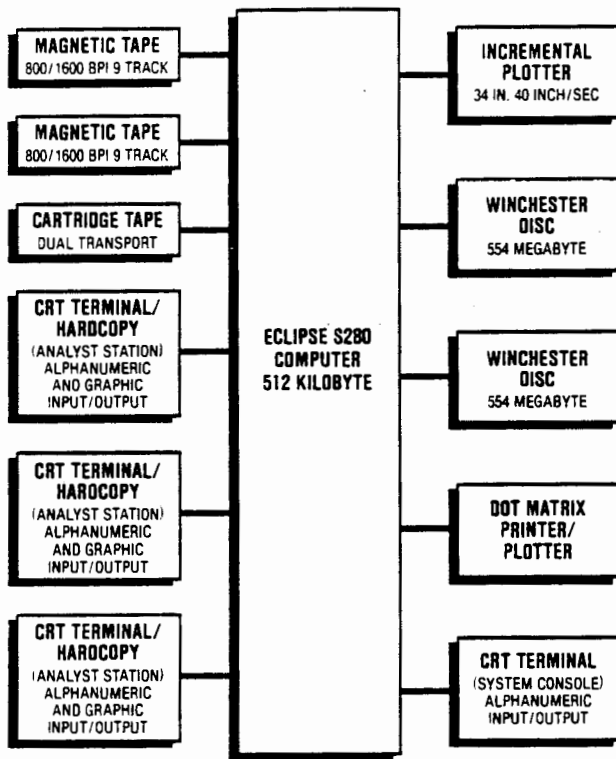 MAGNETIC TAPE
800/1600 BPI 9 TRACK
MAGNETIC TAPE
800/1600 BPI 9 TRACK
CARTRIDGE TAPE
DUAL TRANSPORT
CRT TERMINAL/
HARDCOPY
(ANALYST STATION)
ALPHANUMERIC
AND GRAPHIC
INPUT/OUTPUT
CRT TERMINAL/
HARDCOPY
(ANALYST STATION)
ALPHANUMERIC
AND GRAPHIC
INPUT/OUTPUT
CRT TERMINAL/
HARDCOPY
(ANALYST STATION)
ALPHANUMERIC
AND GRAPHIC
INPUT/OUTPUT
ECLIPSE S280
COMPUTER
512 KILOBYTE
INCREMENTAL
PLOTTER
34 IN. 40 INCH/SEC
WINCHESTER
DISC
554 MEGABYTE
WINCHESTER
DISC
554 MEGABYTE
DOT MATRIX
PRINTER/
PLOTTER
CRT TERMINAL
(SYSTEM CONSOLE)
ALPHANUMERIC
INPUT/OUTPUT